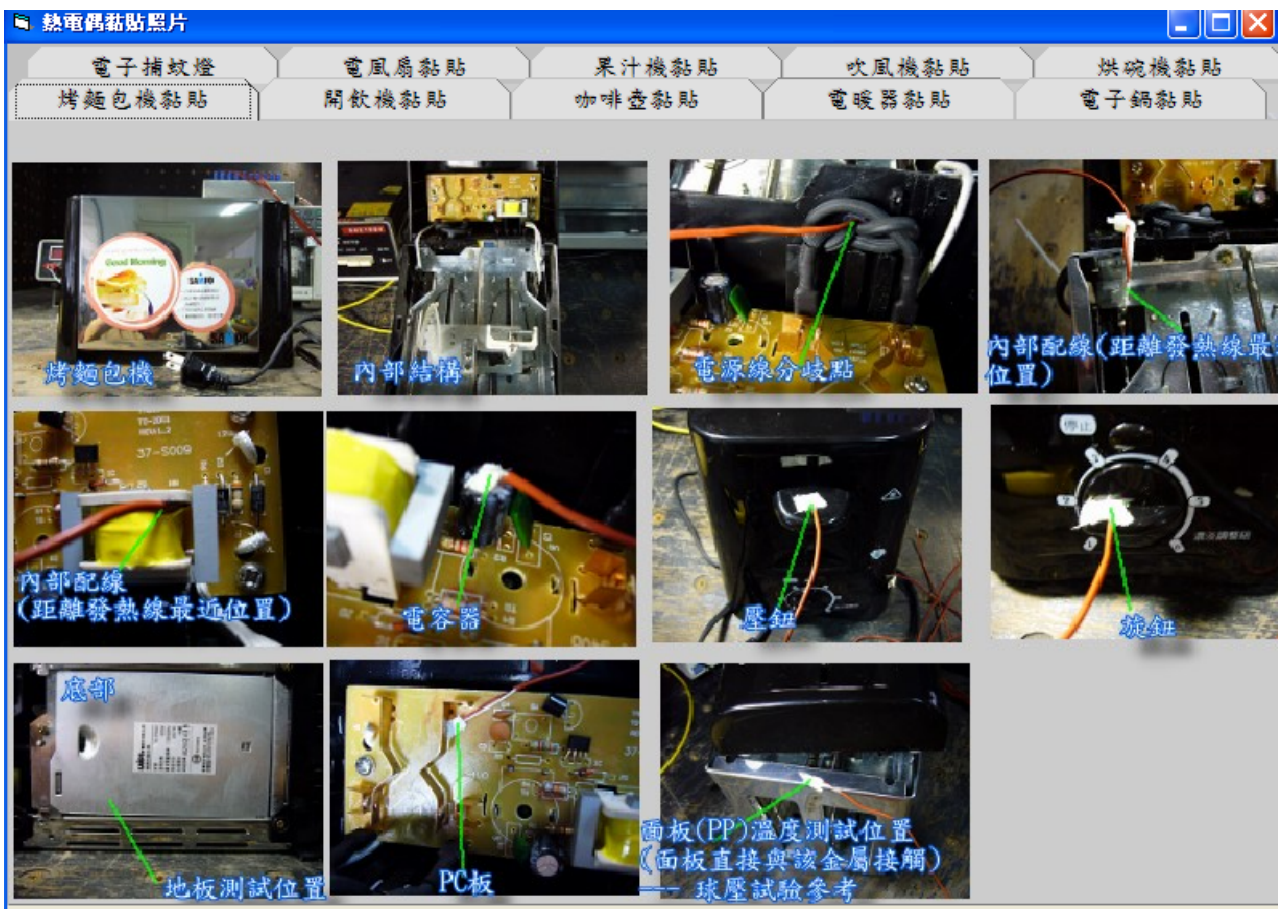 熱電偶黏貼照片
電子捕蚊燈
電風扇黏貼
果汁機黏貼
吹風機黏貼
烘碗機黏貼
烤麵包機黏貼
開飲機黏貼
咖啡壺黏貼
電暖器黏貼
電子鍋黏貼
Good Morning
SAMPO
烤麵包機
內部結構
電源線分歧點
內部配線(距離發熱線最
位置)
37-S009
內部配線
(距離發熱線最近位置)
電容器
壓鈕
停止
旋鈕
底部
地板測試位置
PC板
面板(PP)溫度測試位置
(面板直接與該金屬接觸)
--- 球壓試驗參考